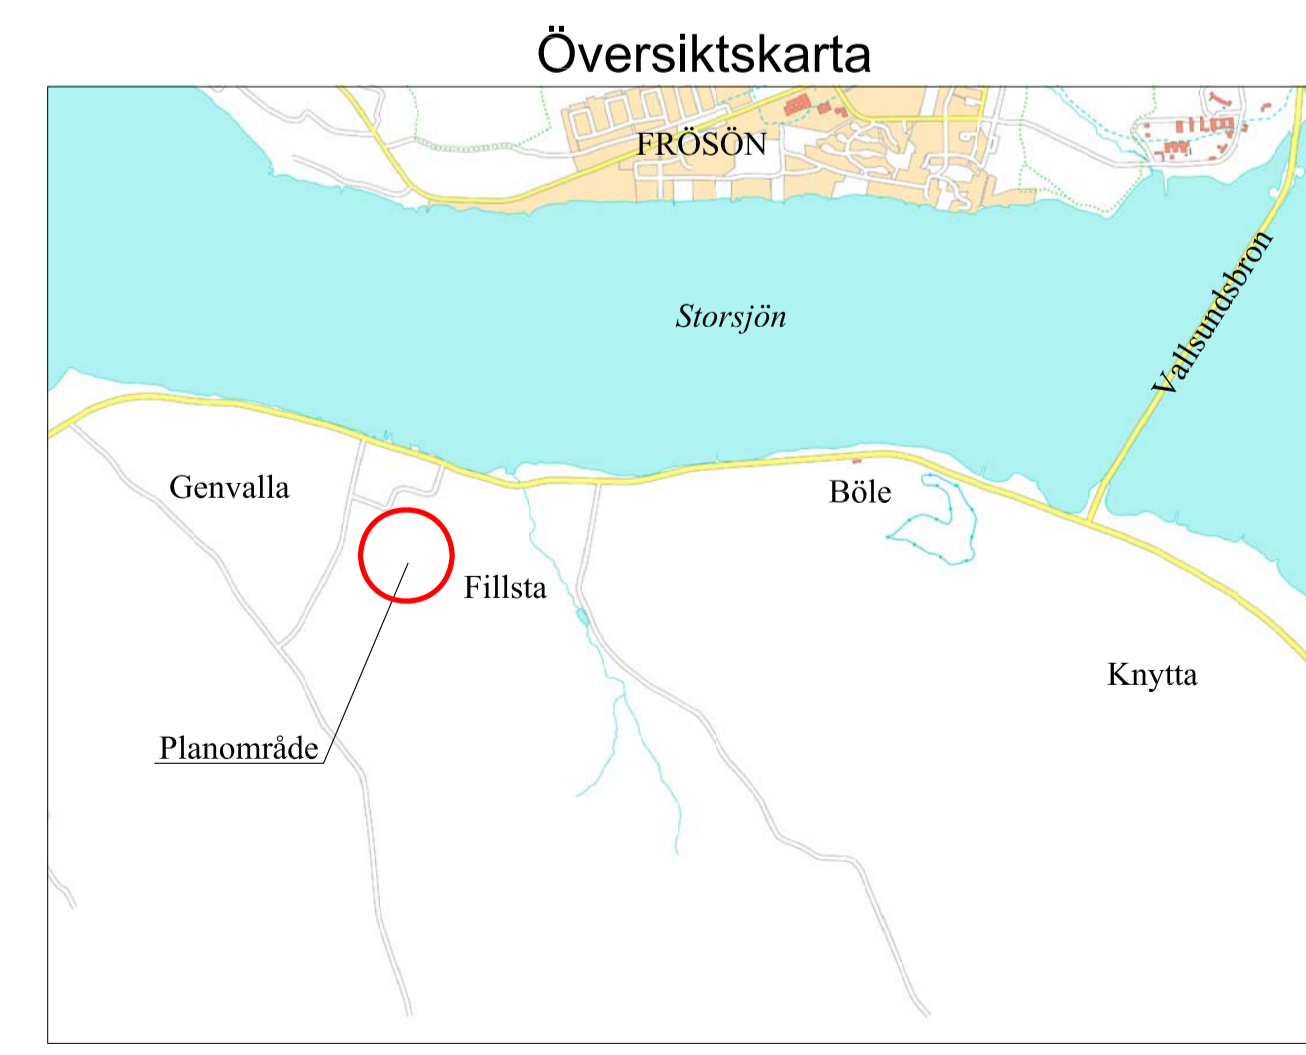 Översiktskarta
FRÖSÖN
Vallsundsbron
Storsjön
Genvalla
Böle
Fillsta
Knytta
Planområde